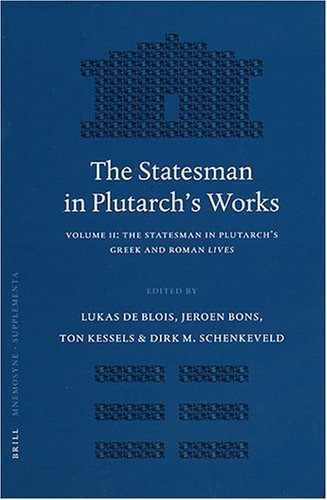 The Statesman
in Plutarch's Works
VOLUME II: THE STATESMAN IN PLUTARCH'S
GREEK AND ROMAN LIVES
EDITED BY
LUKAS DE BLOIS, JEROEN BONS,
TON KESSELS & DIRK M. SCHENKEVELD
BRILL MNEMOSYNE - SUPPLEMENTA